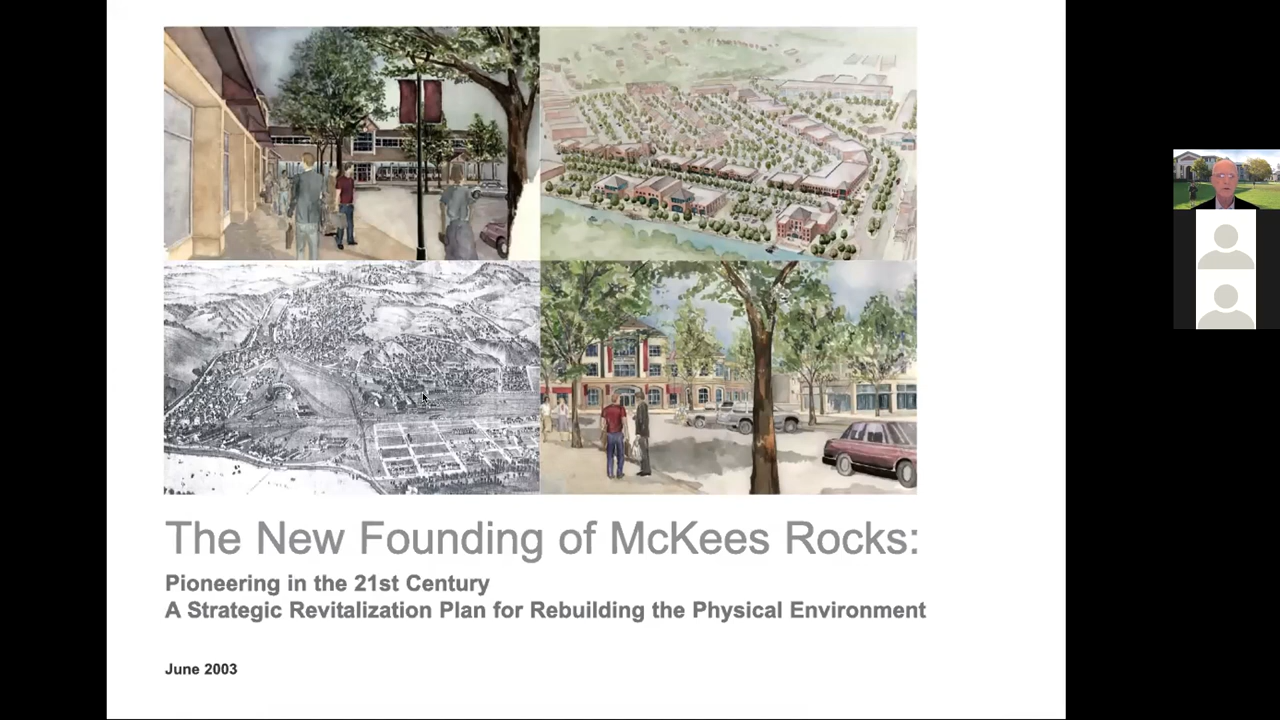 The New Founding of McKees Rocks:
Pioneering in the 21st Century
A Strategic Revitalization Plan for Rebuilding the Physical Environment
June 2003